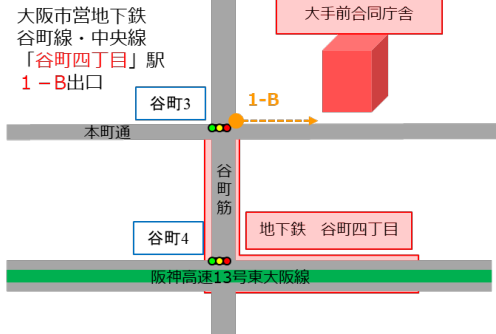 大阪市営地下鉄
谷町線・中央線
「谷町四丁目」駅
１－B出口
大手前合同庁舎
谷町3
1-B
本町通
谷町筋
谷町4
地下鉄　谷町四丁目
阪神高速13号東大阪線